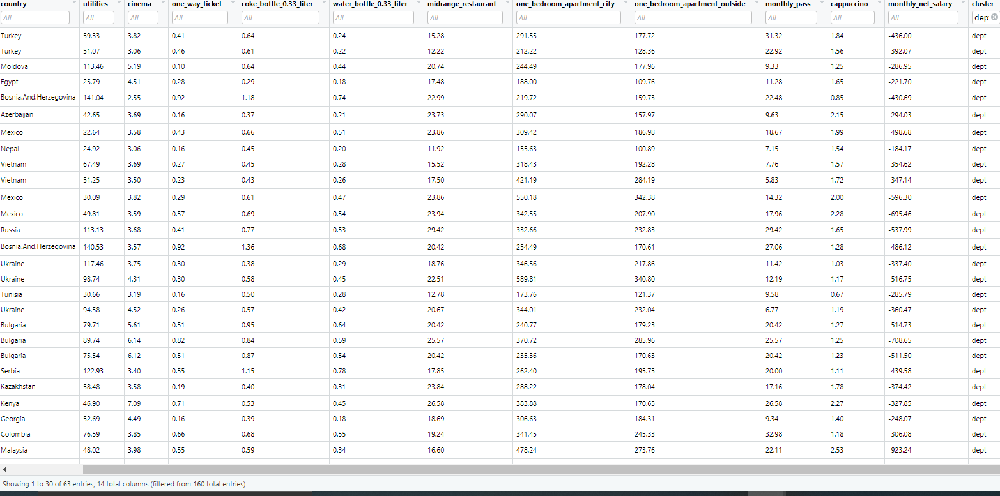 country utilities cinema one_way_ticket coke_bottle_0.33_liter water_bottle_0.33_liter midrange_restaurant one_bedroom_apartment_city one_bedroom_apartment_outside monthly_pass cappuccino monthly_net_salary cluster
All All All All All All All All All All All All dep
Turkey 59.33 3.82 0.41 0.64 0.24 15.28 291.55 177.72 31.32 1.84 -436.00 dept
Turkey 51.07 3.06 0.46 0.61 0.22 12.22 212.22 128.36 22.92 1.56 -392.07 dept
Moldova 113.46 5.19 0.10 0.64 0.44 20.74 244.49 177.96 9.33 1.25 -286.95 dept
Egypt 25.79 4.51 0.28 0.29 0.18 17.48 188.00 109.76 11.28 1.65 -221.70 dept
Bosnia.And.Herzegovina 141.04 2.55 0.92 1.18 0.74 22.99 219.72 159.73 22.48 0.85 -430.69 dept
Azerbaijan 42.65 3.69 0.16 0.37 0.21 23.73 290.07 157.97 9.63 2.15 -294.03 dept
Mexico 22.64 3.58 0.43 0.66 0.51 23.86 309.42 186.98 18.67 1.99 -498.68 dept
Nepal 24.92 3.06 0.16 0.45 0.20 11.92 155.63 100.89 7.15 1.54 -184.17 dept
Vietnam 67.49 3.69 0.27 0.45 0.28 15.52 318.43 192.28 7.76 1.57 -354.62 dept
Vietnam 51.25 3.50 0.23 0.43 0.26 17.50 421.19 284.19 5.83 1.72 -347.14 dept
Mexico 30.09 3.82 0.29 0.61 0.47 23.86 550.18 342.38 14.32 2.00 -596.30 dept
Mexico 49.81 3.59 0.57 0.69 0.54 23.94 342.55 207.90 17.96 2.28 -695.46 dept
Russia 113.13 3.68 0.41 0.77 0.53 29.42 332.66 232.83 29.42 1.65 -537.99 dept
Bosnia.And.Herzegovina 140.53 3.57 0.92 1.36 0.68 20.42 254.49 170.61 27.06 1.28 -486.12 dept
Ukraine 117.46 3.75 0.30 0.38 0.29 18.76 346.56 217.86 11.42 1.03 -337.40 dept
Ukraine 98.74 4.31 0.30 0.58 0.45 22.51 589.81 340.80 12.19 1.17 -516.75 dept
Tunisia 30.66 3.19 0.16 0.50 0.28 12.78 173.76 121.37 9.58 0.67 -285.79 dept
Ukraine 94.58 4.52 0.26 0.57 0.42 20.67 344.01 232.04 6.77 1.19 -360.47 dept
Bulgaria 79.71 5.61 0.51 0.95 0.64 20.42 240.77 179.23 20.42 1.27 -514.73 dept
Bulgaria 89.74 6.14 0.82 0.84 0.59 25.57 370.72 285.96 25.57 1.25 -708.65 dept
Bulgaria 75.54 6.12 0.51 0.87 0.54 20.42 235.36 170.63 20.42 1.23 -511.50 dept
Serbia 122.93 3.40 0.55 1.15 0.78 17.85 262.40 195.75 20.00 1.11 -439.58 dept
Kazakhstan 58.48 3.58 0.19 0.40 0.31 23.84 288.22 178.04 17.16 1.78 -374.42 dept
Kenya 46.90 7.09 0.71 0.53 0.45 26.58 383.88 170.65 26.58 2.27 -327.85 dept
Georgia 52.69 4.49 0.16 0.39 0.18 18.69 306.63 184.31 9.34 1.40 -248.07 dept
Colombia 76.59 3.85 0.66 0.68 0.55 19.24 341.45 245.33 32.98 1.18 -306.08 dept
Malaysia 48.02 3.98 0.55 0.59 0.34 16.60 478.24 273.76 22.11 2.53 -923.24 dept
Showing 1 to 30 of 63 entries, 14 total columns (filtered from 160 total entries)